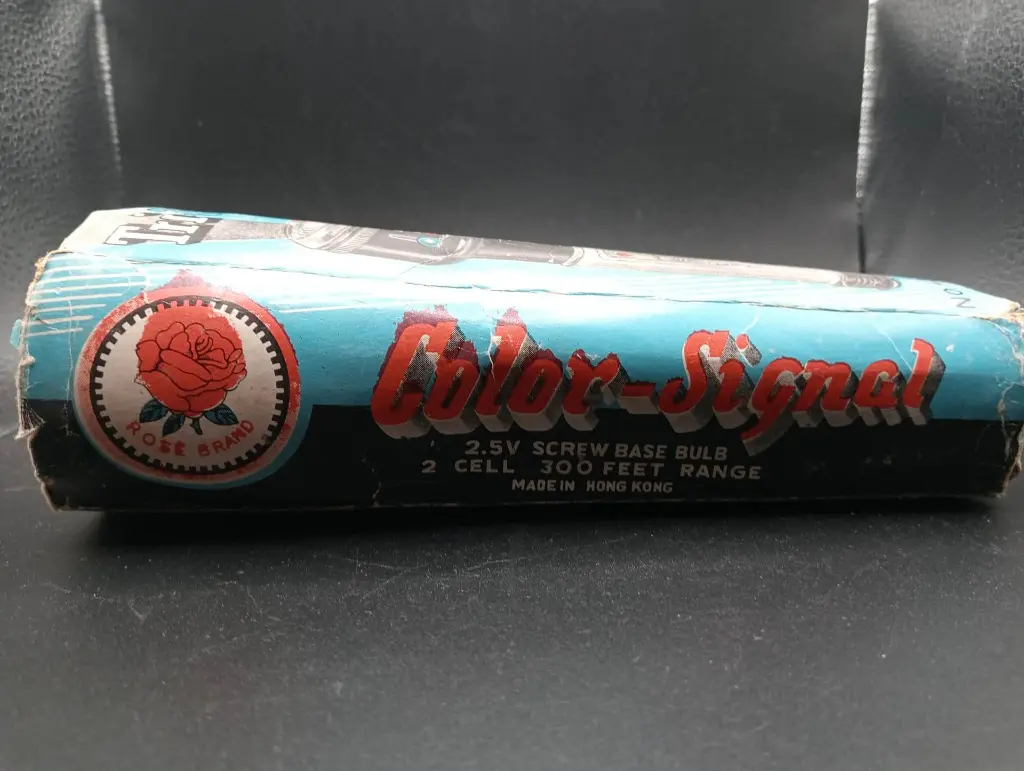 ROSE BRAND
Color-Signal
2.5V SCREW BASE BULB
2 CELL 300 FEET RANGE
MADE IN HONG KONG